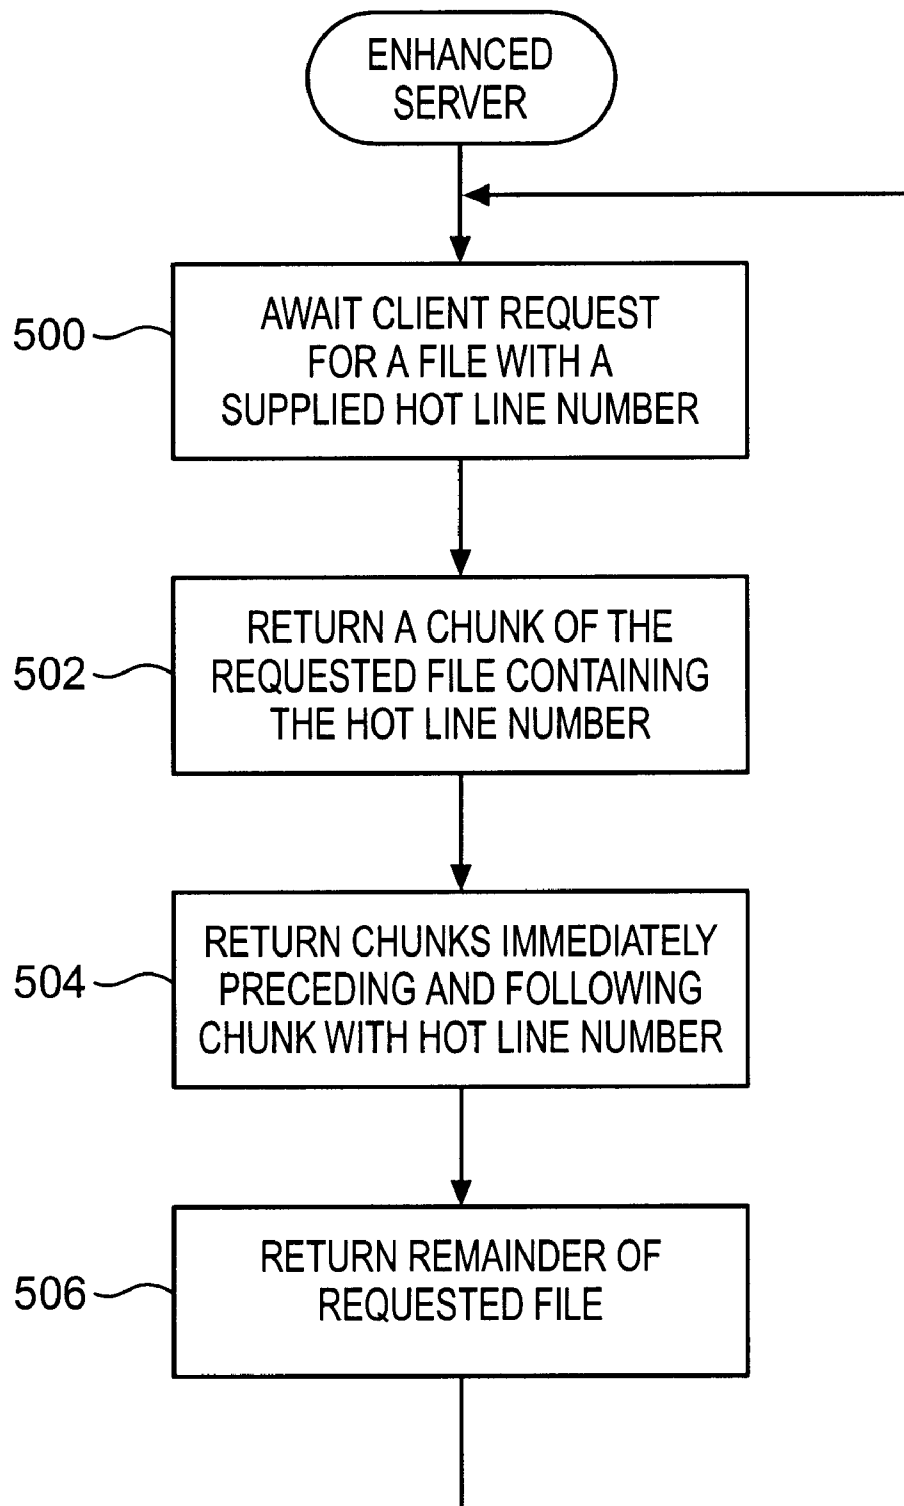 ENHANCED
SERVER
500
AWAIT CLIENT REQUEST
FOR A FILE WITH A
SUPPLIED HOT LINE NUMBER
502
RETURN A CHUNK OF THE
REQUESTED FILE CONTAINING
THE HOT LINE NUMBER
504
RETURN CHUNKS IMMEDIATELY
PRECEDING AND FOLLOWING
CHUNK WITH HOT LINE NUMBER
506
RETURN REMAINDER OF
REQUESTED FILE